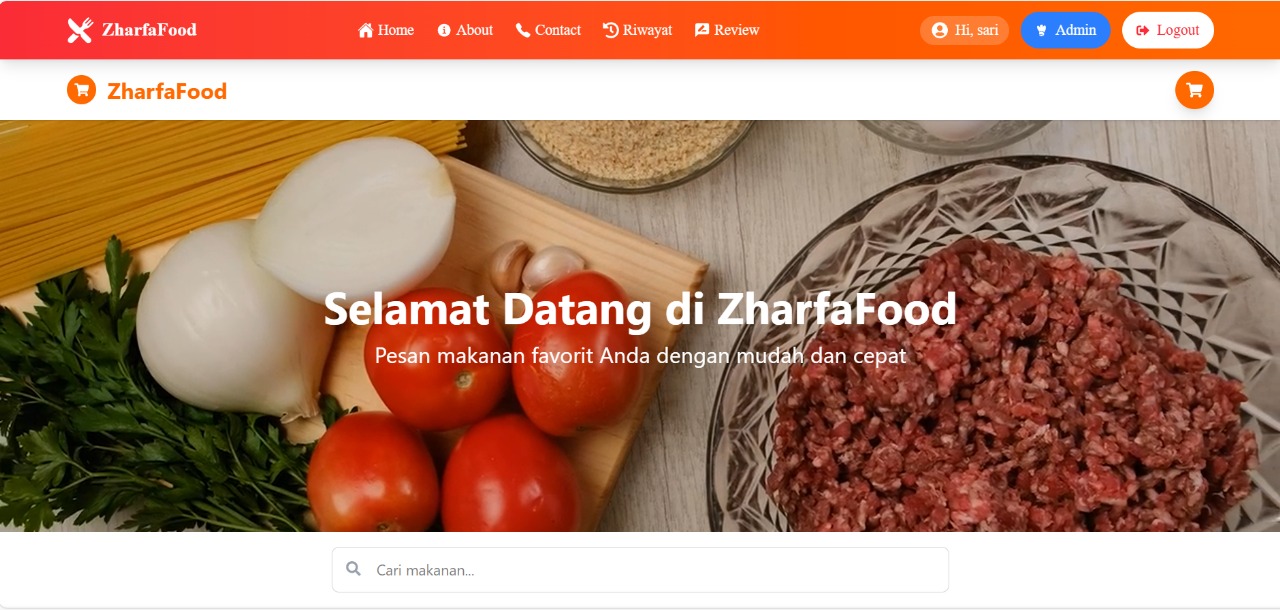 ZharfaFood Home About Contact Riwayat Review Hi, sari Admin Logout
ZharfaFood
Selamat Datang di ZharfaFood
Pesan makanan favorit Anda dengan mudah dan cepat
Cari makanan...